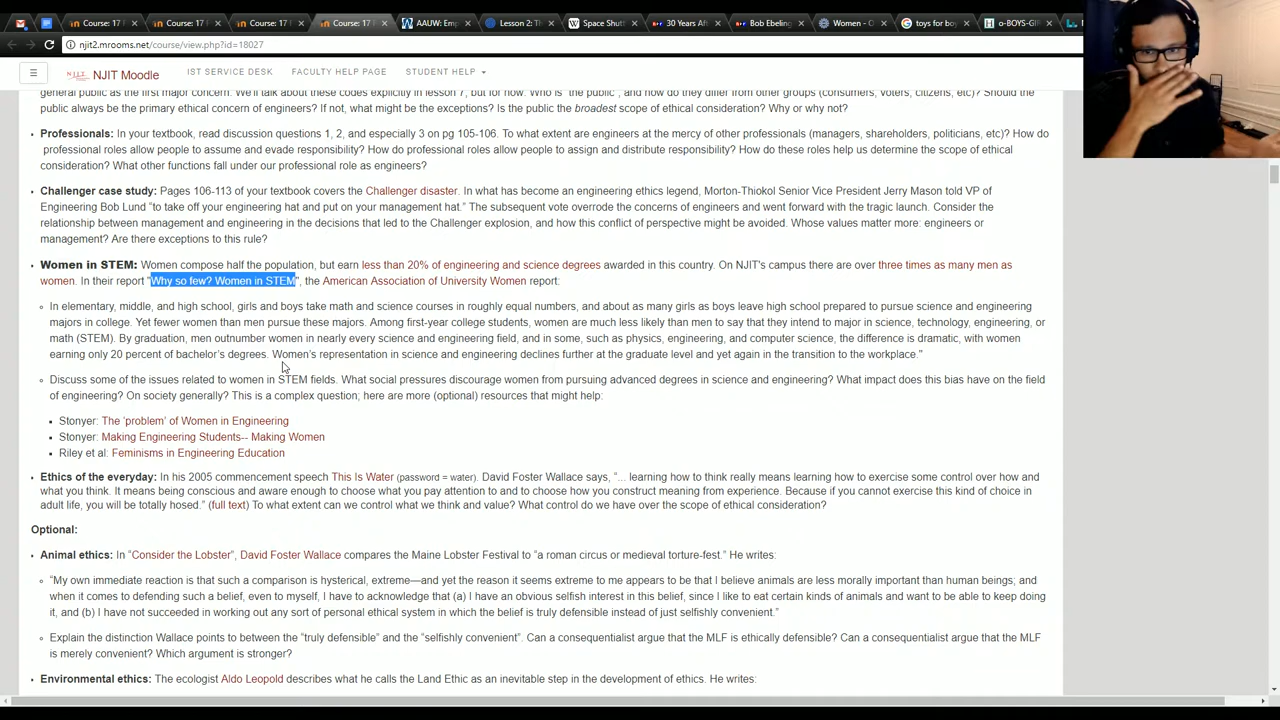 Course: 17 F
Course: 17 F
Course: 17 F
Course: 17 F
AAUW: Emp
Lesson 2: Th
Space Shutt
30 Years Aft
Bob Ebeling
Women - O
toys for boy
o-BOYS-GIF
njit2.mrooms.net/course/view.php?id=18027
NJIT Moodle
IST SERVICE DESK
FACULTY HELP PAGE
STUDENT HELP
general public as the first major concern. We'll talk about these codes explicitly in lesson 7, but for now: Who is "the public", and how do they differ from other groups (consumers, voters, citizens, etc)? Should the
public always be the primary ethical concern of engineers? If not, what might be the exceptions? Is the public the broadest scope of ethical consideration? Why or why not?
Professionals: In your textbook, read discussion questions 1, 2, and especially 3 on pg 105-106. To what extent are engineers at the mercy of other professionals (managers, shareholders, politicians, etc)? How do
professional roles allow people to assume and evade responsibility? How do professional roles allow people to assign and distribute responsibility? How do these roles help us determine the scope of ethical
consideration? What other functions fall under our professional role as engineers?
Challenger case study: Pages 106-113 of your textbook covers the Challenger disaster. In what has become an engineering ethics legend, Morton-Thiokol Senior Vice President Jerry Mason told VP of
Engineering Bob Lund "to take off your engineering hat and put on your management hat." The subsequent vote overrode the concerns of engineers and went forward with the tragic launch. Consider the
relationship between management and engineering in the decisions that led to the Challenger explosion, and how this conflict of perspective might be avoided. Whose values matter more: engineers or
management? Are there exceptions to this rule?
Women in STEM: Women compose half the population, but earn less than 20% of engineering and science degrees awarded in this country. On NJIT's campus there are over three times as many men as
women. In their report "Why so few? Women in STEM", the American Association of University Women report:
In elementary, middle, and high school, girls and boys take math and science courses in roughly equal numbers, and about as many girls as boys leave high school prepared to pursue science and engineering
majors in college. Yet fewer women than men pursue these majors. Among first-year college students, women are much less likely than men to say that they intend to major in science, technology, engineering, or
math (STEM). By graduation, men outnumber women in nearly every science and engineering field, and in some, such as physics, engineering, and computer science, the difference is dramatic, with women
earning only 20 percent of bachelor's degrees. Women's representation in science and engineering declines further at the graduate level and yet again in the transition to the workplace."
Discuss some of the issues related to women in STEM fields. What social pressures discourage women from pursuing advanced degrees in science and engineering? What impact does this bias have on the field
of engineering? On society generally? This is a complex question; here are more (optional) resources that might help:
Stonyer: The 'problem' of Women in Engineering
Stonyer: Making Engineering Students-- Making Women
Riley et al: Feminisms in Engineering Education
Ethics of the everyday: In his 2005 commencement speech This Is Water (password = water). David Foster Wallace says, "... learning how to think really means learning how to exercise some control over how and
what you think. It means being conscious and aware enough to choose what you pay attention to and to choose how you construct meaning from experience. Because if you cannot exercise this kind of choice in
adult life, you will be totally hosed." (full text) To what extent can we control what we think and value? What control do we have over the scope of ethical consideration?
Optional:
Animal ethics: In "Consider the Lobster", David Foster Wallace compares the Maine Lobster Festival to "a roman circus or medieval torture-fest." He writes:
"My own immediate reaction is that such a comparison is hysterical, extreme—and yet the reason it seems extreme to me appears to be that I believe animals are less morally important than human beings; and
when it comes to defending such a belief, even to myself, I have to acknowledge that (a) I have an obvious selfish interest in this belief, since I like to eat certain kinds of animals and want to be able to keep doing
it, and (b) I have not succeeded in working out any sort of personal ethical system in which the belief is truly defensible instead of just selfishly convenient."
Explain the distinction Wallace points to between the "truly defensible" and the "selfishly convenient". Can a consequentialist argue that the MLF is ethically defensible? Can a consequentialist argue that the MLF
is merely convenient? Which argument is stronger?
Environmental ethics: The ecologist Aldo Leopold describes what he calls the Land Ethic as an inevitable step in the development of ethics. He writes: